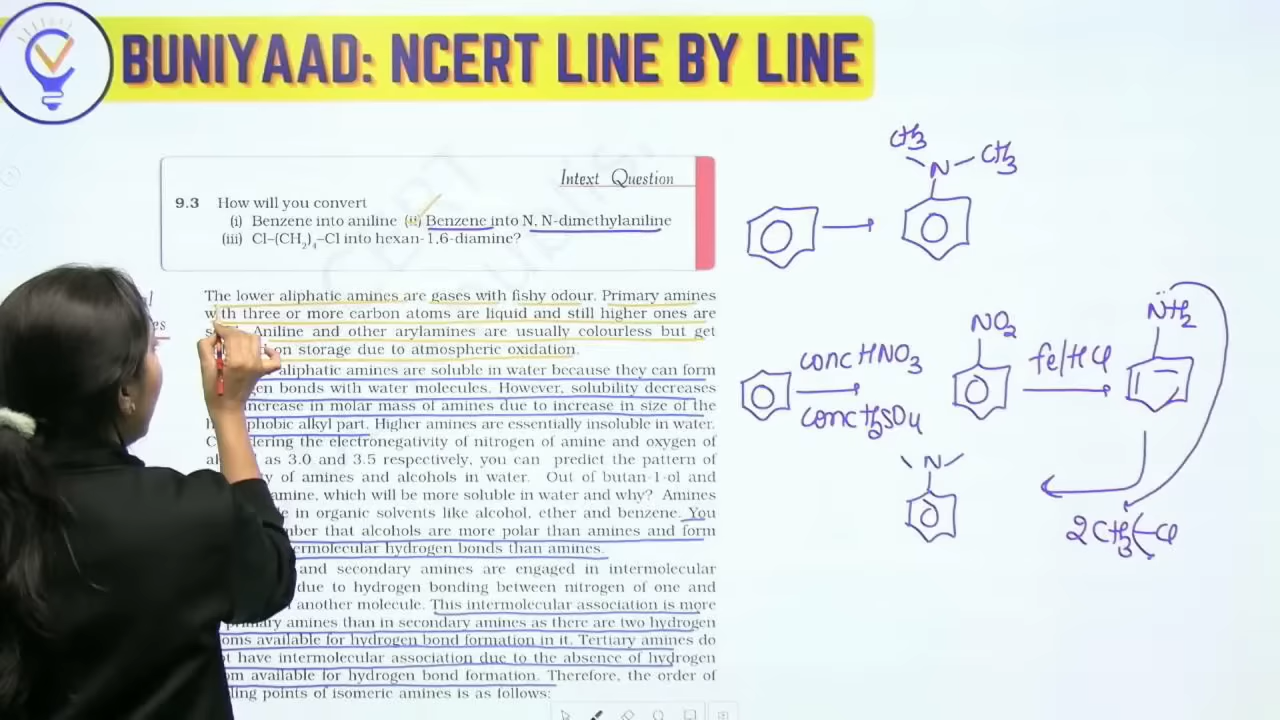 BUNIYAAD: NCERT LINE BY LINE
Intext Question
9.3 How will you convert
(i) Benzene into aniline (ii) Benzene into N, N-dimethylaniline
(iii) Cl–(CH2)4–Cl into hexan-1,6-diamine?
The lower aliphatic amines are gases with fishy odour. Primary amines
with three or more carbon atoms are liquid and still higher ones are
Aniline and other arylamines are usually colourless but get
on storage due to atmospheric oxidation.
aliphatic amines are soluble in water because they can form
gen bonds with water molecules. However, solubility decreases
increase in molar mass of amines due to increase in size of the
phobic alkyl part. Higher amines are essentially insoluble in water.
dering the electronegativity of nitrogen of amine and oxygen of
as 3.0 and 3.5 respectively, you can predict the pattern of
y of amines and alcohols in water. Out of butan-1-ol and
amine, which will be more soluble in water and why? Amines
e in organic solvents like alcohol, ether and benzene. You
ber that alcohols are more polar than amines and form
ermolecular hydrogen bonds than amines.
and secondary amines are engaged in intermolecular
due to hydrogen bonding between nitrogen of one and
another molecule. This intermolecular association is more
primary amines than in secondary amines as there are two hydrogen
oms available for hydrogen bond formation in it. Tertiary amines do
t have intermolecular association due to the absence of hydrogen
om available for hydrogen bond formation. Therefore, the order of
ling points of isomeric amines is as follows:
CH3 N CH3
conc HNO3
conc H2SO4
NO2
Fe/HCl
NH2
N
2CH3 Cl